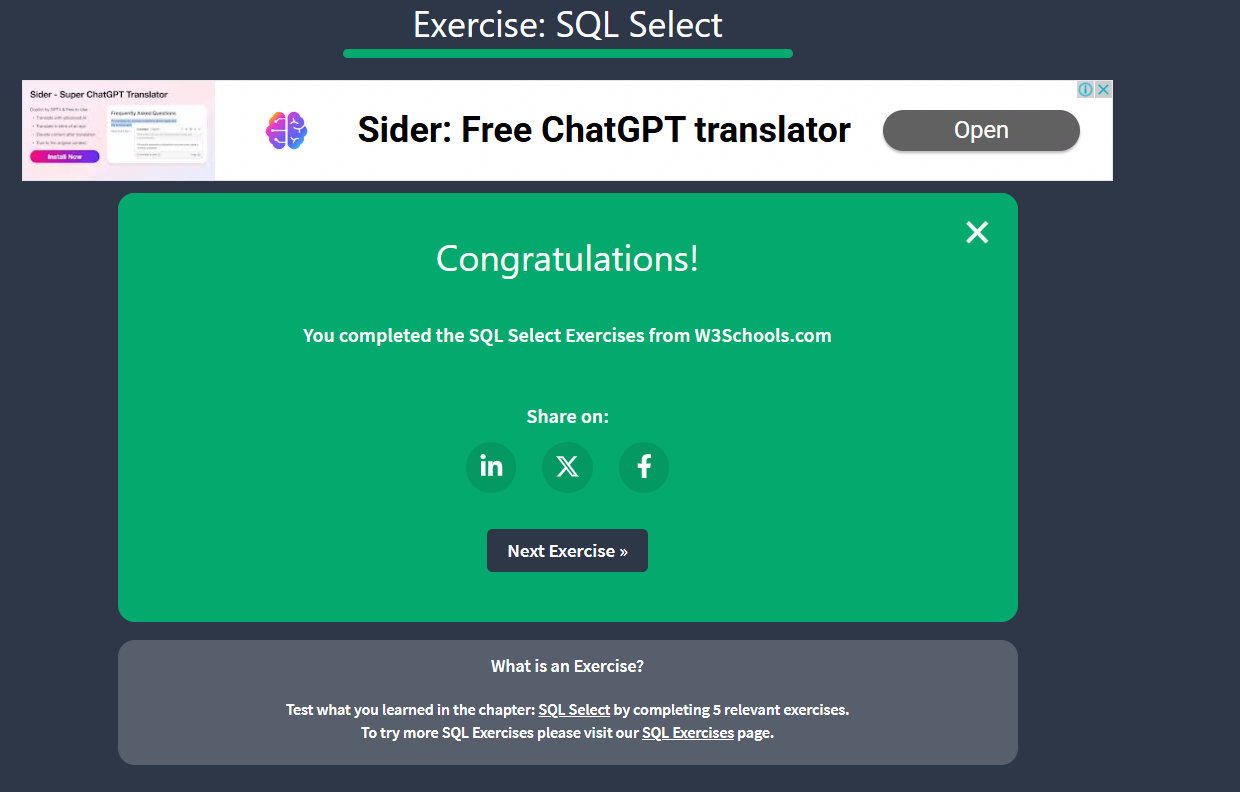 Exercise: SQL Select
Sider - Super ChatGPT Translator
Frequently Asked Questions
Install Now
Sider: Free ChatGPT translator
Open
Congratulations!
You completed the SQL Select Exercises from W3Schools.com
Share on:
in
X
f
Next Exercise »
What is an Exercise?
Test what you learned in the chapter: SQL Select by completing 5 relevant exercises.
To try more SQL Exercises please visit our SQL Exercises page.